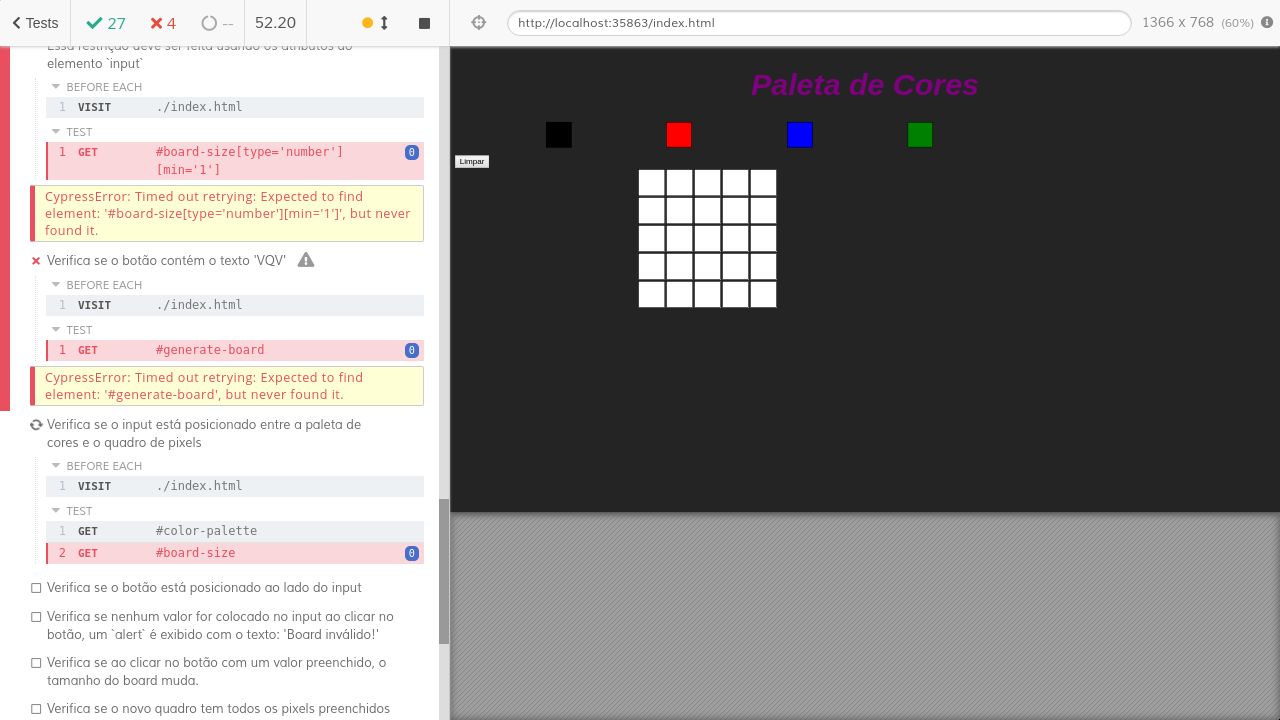 Tests
27
4
--
52.20
http://localhost:35863/index.html
1366 x 768 (60%)
Essa restrição deve ser feita usando os atributos do
elemento `input`
BEFORE EACH
1 VISIT ./index.html
TEST
1 GET #board-size[type='number']
[min='1'] 0
CypressError: Timed out retrying: Expected to find
element: '#board-size[type='number'][min='1']', but never
found it.
Verifica se o botão contém o texto 'VQV'
BEFORE EACH
1 VISIT ./index.html
TEST
1 GET #generate-board 0
CypressError: Timed out retrying: Expected to find
element: '#generate-board', but never found it.
Verifica se o input está posicionado entre a paleta de
cores e o quadro de pixels
BEFORE EACH
1 VISIT ./index.html
TEST
1 GET #color-palette
2 GET #board-size 0
Verifica se o botão está posicionado ao lado do input
Verifica se nenhum valor for colocado no input ao clicar no
botão, um `alert` é exibido com o texto: 'Board inválido!'
Verifica se ao clicar no botão com um valor preenchido, o
tamanho do board muda.
Verifica se o novo quadro tem todos os pixels preenchidos
Paleta de Cores
Limpar